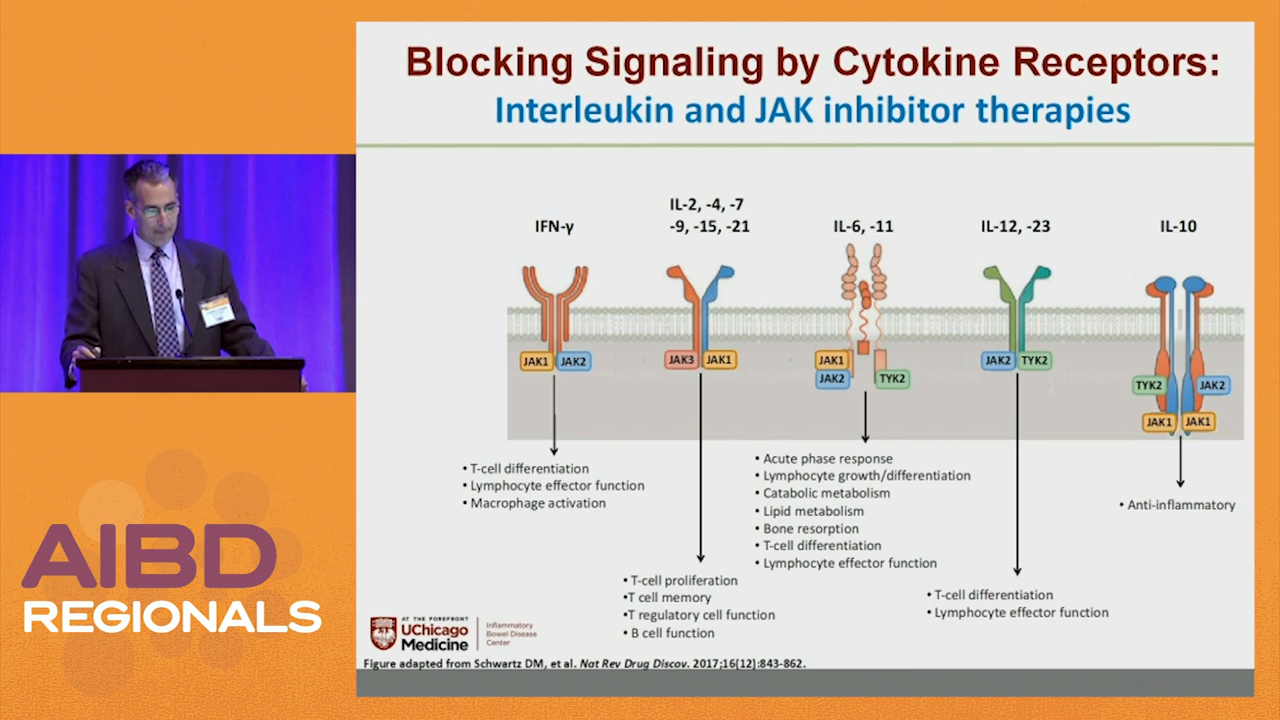 Blocking Signaling by Cytokine Receptors:
Interleukin and JAK inhibitor therapies
IFN-γ
IL-2, -4, -7
-9, -15, -21
IL-6, -11
IL-12, -23
IL-10
JAK1
JAK2
JAK3
JAK1
JAK1
JAK2
TYK2
JAK2
TYK2
TYK2
JAK2
JAK1
JAK1
• T-cell differentiation
• Lymphocyte effector function
• Macrophage activation
• T-cell proliferation
•T cell memory
•T regulatory cell function
• B cell function
• Acute phase response
• Lymphocyte growth/differentiation
• Catabolic metabolism
• Lipid metabolism
• Bone resorption
• T-cell differentiation
• Lymphocyte effector function
• T-cell differentiation
• Lymphocyte effector function
• Anti-inflammatory
AT THE FOREFRONT
UChicago
Medicine
Inflammatory
Bowel Disease
Center
Figure adapted from Schwartz DM, et al. Nat Rev Drug Discov. 2017;16(12):843-862.
AIBD
REGIONALS